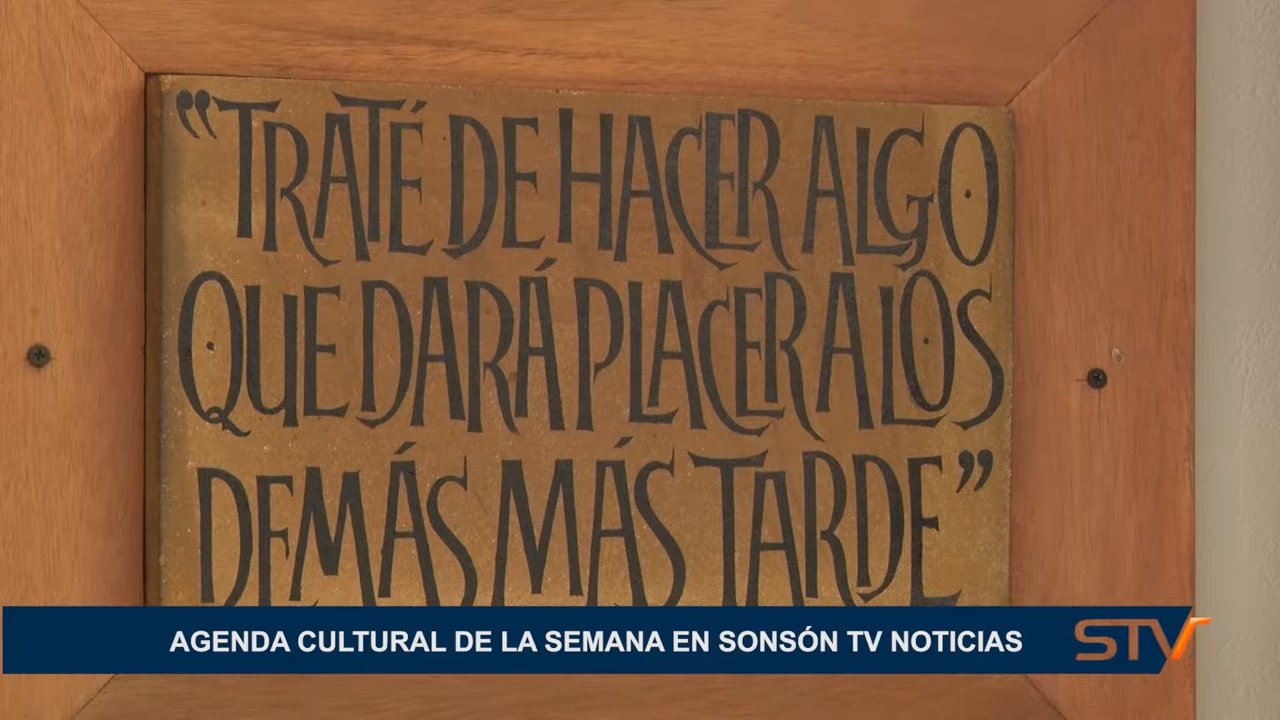 “TRATÉ DE HACER ALGO
QUE DARÁ PLACER A LOS
DEMÁS MÁS TARDE”
AGENDA CULTURAL DE LA SEMANA EN SONSÓN TV NOTICIAS
STV